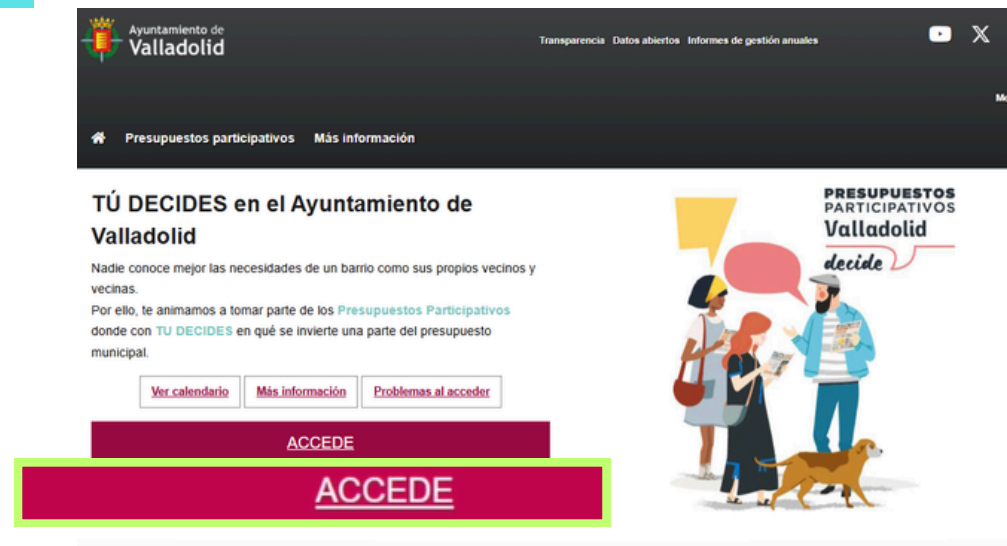 Ayuntamiento de
Valladolid
Transparencia Datos abiertos Informes de gestión anuales
Presupuestos participativos Más información
TÚ DECIDES en el Ayuntamiento de
Valladolid
Nadie conoce mejor las necesidades de un barrio como sus propios vecinos y
vecinas.
Por ello, te animamos a tomar parte de los Presupuestos Participativos
donde con TU DECIDES en qué se invierte una parte del presupuesto
municipal.
Ver calendario Más información Problemas al acceder
ACCEDE
ACCEDE
PRESUPUESTOS
PARTICIPATIVOS
Valladolid
decide